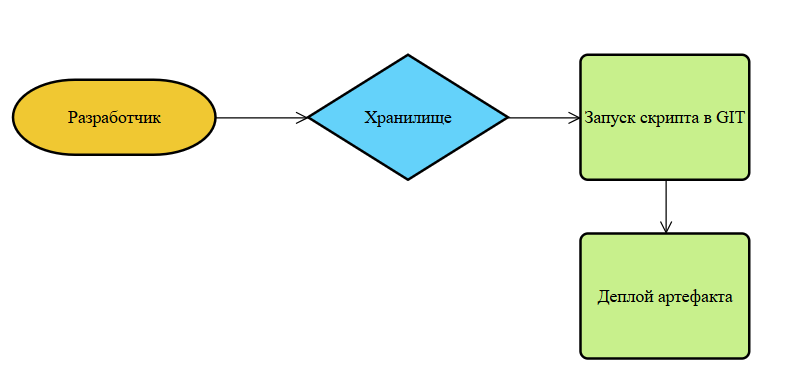 Разработчик
Хранилище
Запуск скрипта в GIT
Деплой артефакта